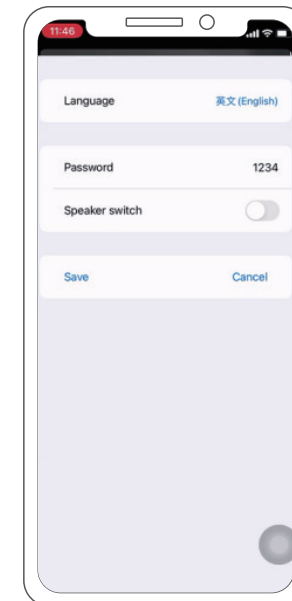 11:46
Language 英文 (English)
Password 1234
Speaker switch
Save Cancel